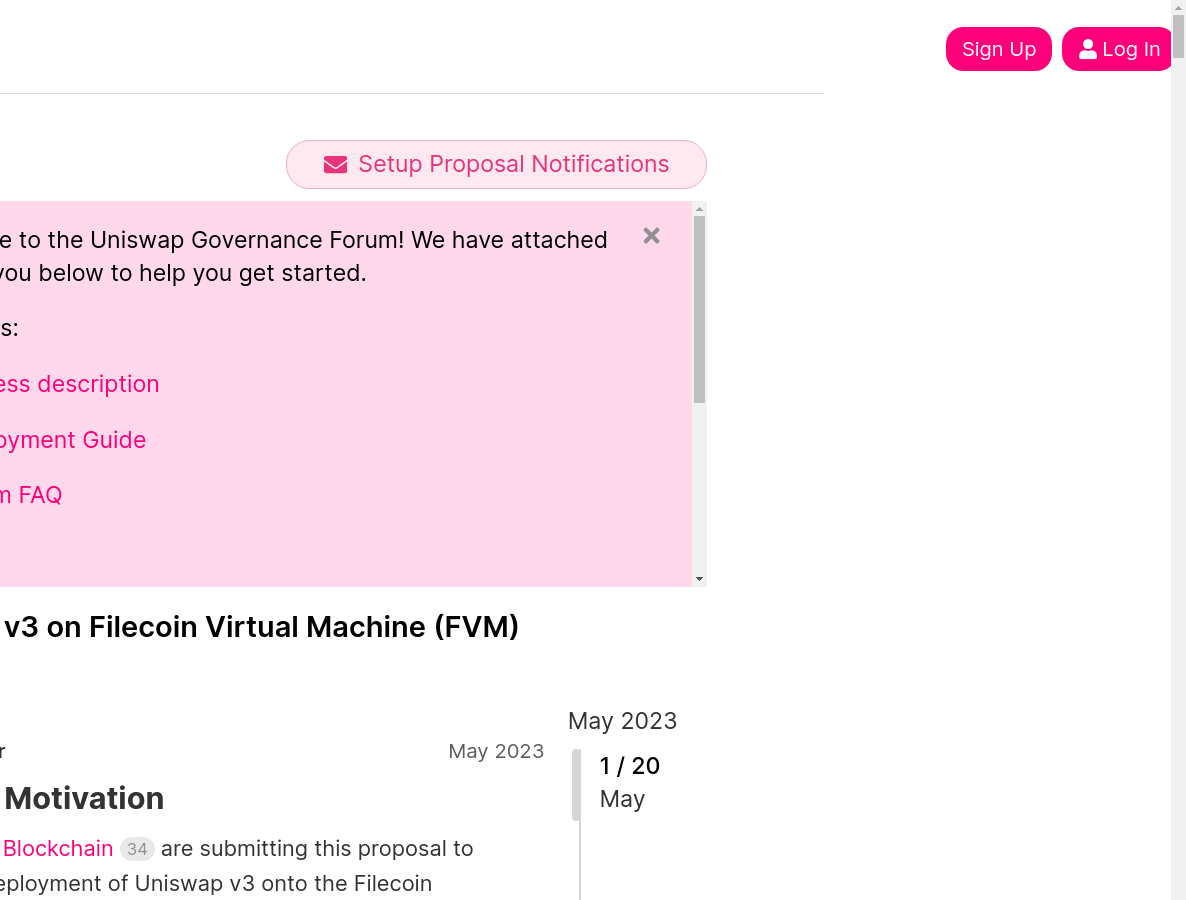 Sign Up Log In
Setup Proposal Notifications
e to the Uniswap Governance Forum! We have attached
you below to help you get started.
s:
ess description
oyment Guide
m FAQ
v3 on Filecoin Virtual Machine (FVM)
May 2023
r May 2023
1 / 20
Motivation
May
Blockchain 34 are submitting this proposal to
eployment of Uniswap v3 onto the Filecoin